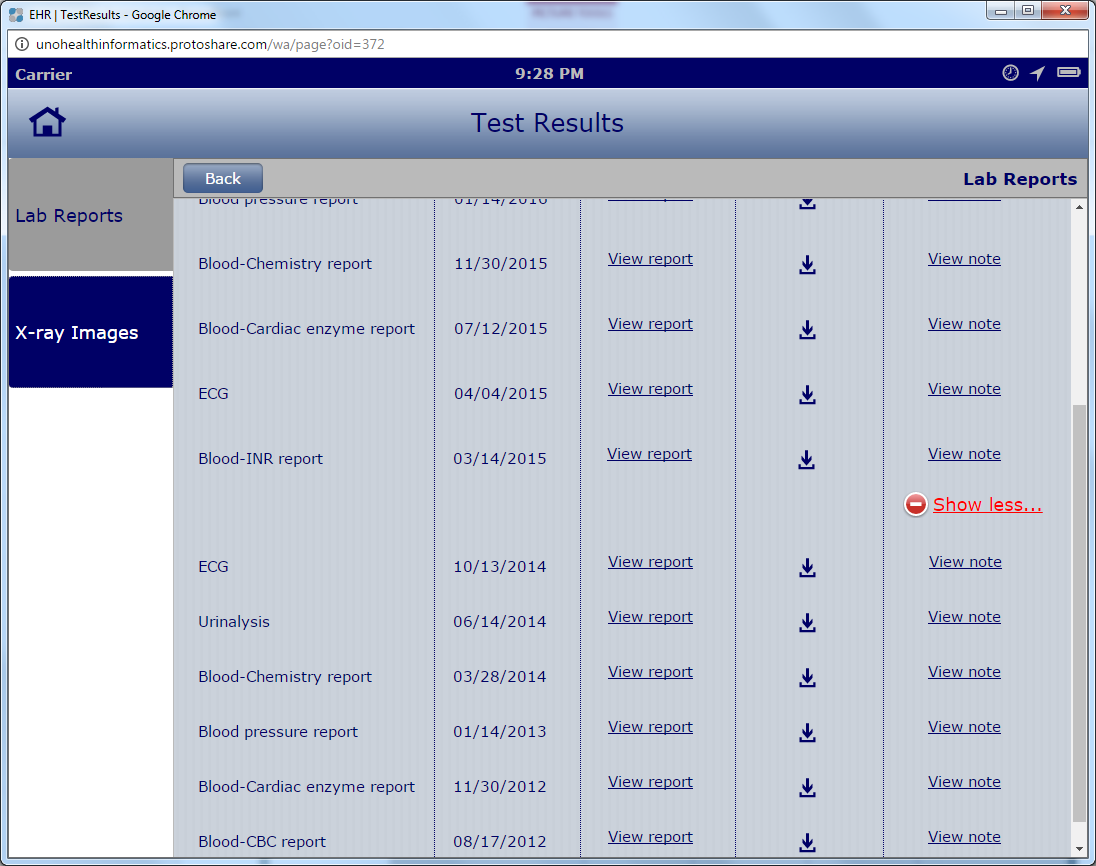 EHR | TestResults - Google Chrome
unohealthinformatics.protoshare.com/wa/page?oid=372
Carrier 9:28 PM
Test Results
Back Lab Reports
Lab Reports
X-ray Images
Blood pressure report 01/14/2016
Blood-Chemistry report 11/30/2015 View report View note
Blood-Cardiac enzyme report 07/12/2015 View report View note
ECG 04/04/2015 View report View note
Blood-INR report 03/14/2015 View report View note
Show less...
ECG 10/13/2014 View report View note
Urinalysis 06/14/2014 View report View note
Blood-Chemistry report 03/28/2014 View report View note
Blood pressure report 01/14/2013 View report View note
Blood-Cardiac enzyme report 11/30/2012 View report View note
Blood-CBC report 08/17/2012 View report View note